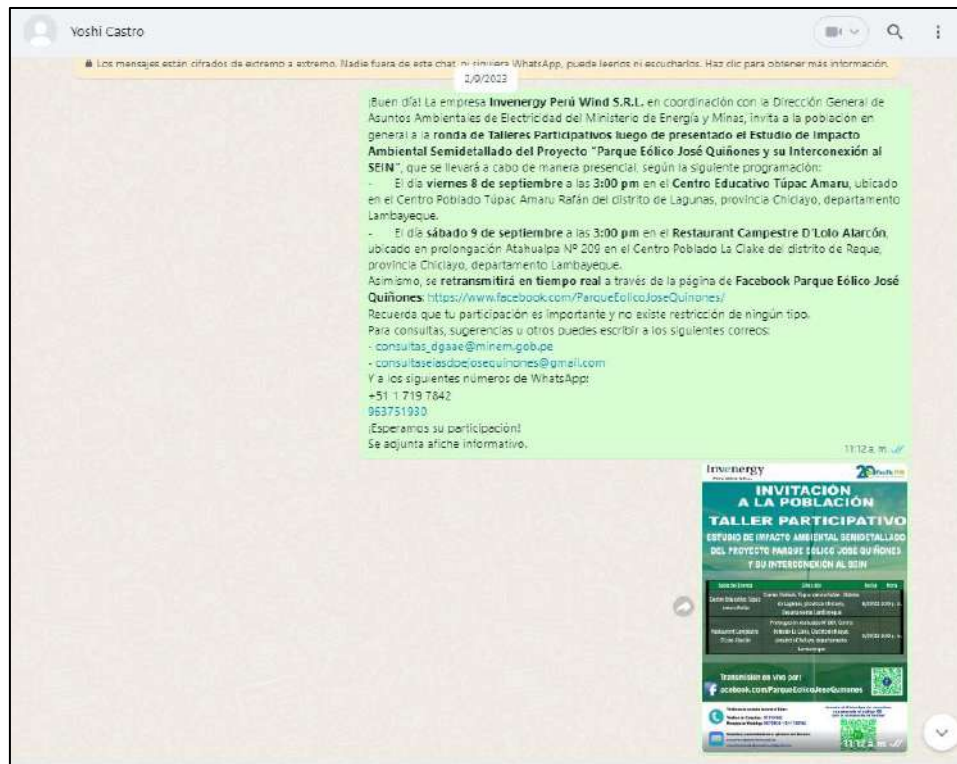 Yoshi Castro
Los mensajes están cifrados de extremo a extremo. Nadie fuera de este chat, ni siquiera WhatsApp, puede leerlos ni escucharlos. Haz clic para obtener más información.
2/9/2023
¡Buen día! La empresa Invenergy Perú Wind S.R.L. en coordinación con la Dirección General de
Asuntos Ambientales de Electricidad del Ministerio de Energía y Minas, invita a la población en
general a la ronda de Talleres Participativos luego de presentado el Estudio de Impacto
Ambiental Semidetallado del Proyecto "Parque Eólico José Quiñones y su Interconexión al
SEIN", que se llevará a cabo de manera presencial, según la siguiente programación:
- El día viernes 8 de septiembre a las 3:00 pm en el Centro Educativo Túpac Amaru, ubicado
en el Centro Poblado Túpac Amaru Rafán del distrito de Lagunas, provincia Chiclayo, departamento
Lambayeque.
- El día sábado 9 de septiembre a las 3:00 pm en el Restaurant Campestre D'Lolo Alarcón,
ubicado en prolongación Atahualpa Nº 209 en el Centro Poblado La Clake del distrito de Reque,
provincia Chiclayo, departamento Lambayeque.
Asimismo, se retransmitirá en tiempo real a través de la página de Facebook Parque Eólico José
Quiñones: https://www.facebook.com/ParqueEolicoJoseQuinones/
Recuerda que tu participación es importante y no existe restricción de ningún tipo.
Para consultas, sugerencias u otros puedes escribir a los siguientes correos:
- consultas_dgaae@minem.gob.pe
- consultaseiasdpejosequinones@gmail.com
Y a los siguientes números de WhatsApp:
+51 1 719 7842
963751930
¡Esperamos su participación!
Se adjunta afiche informativo.
11:12 a. m.
Invenergy
INVITACIÓN
A LA POBLACIÓN
TALLER PARTICIPATIVO
ESTUDIO DE IMPACTO AMBIENTAL SEMIDETALLADO
DEL PROYECTO PARQUE EÓLICO JOSÉ QUIÑONES
Y SU INTERCONEXIÓN AL SEIN
Transmisión en vivo por:
facebook.com/ParqueEolicoJoseQuinones
11:12 a. m.